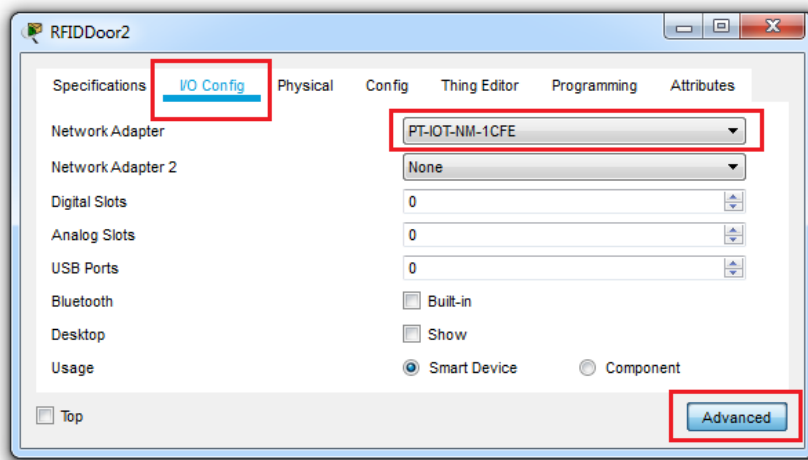 RFIDDoor2
Specifications I/O Config Physical Config Thing Editor Programming Attributes
Network Adapter PT-IOT-NM-1CFE
Network Adapter 2 None
Digital Slots 0
Analog Slots 0
USB Ports 0
Bluetooth Built-in
Desktop Show
Usage Smart Device Component
Top Advanced